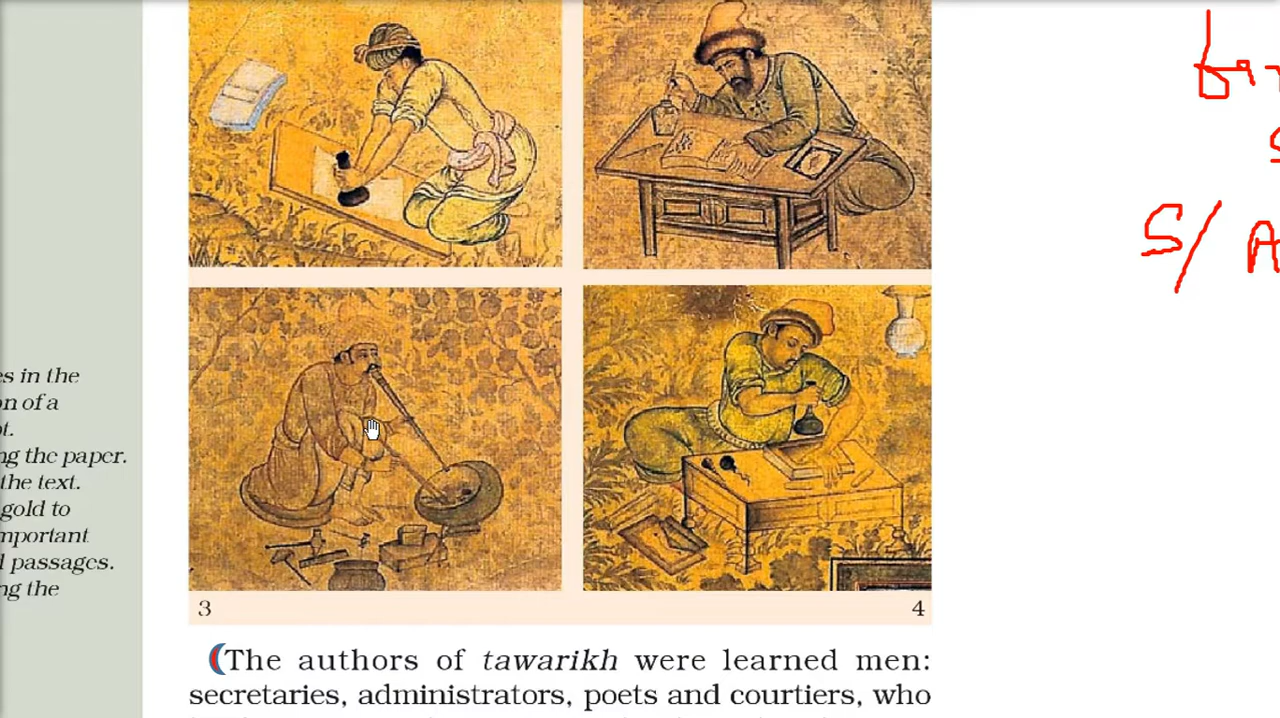 es in the
on of a
ot.
ng the paper.
the text.
gold to
mportant
d passages.
ng the
3
4
The authors of tawarikh were learned men:
secretaries, administrators, poets and courtiers, who
S/ A